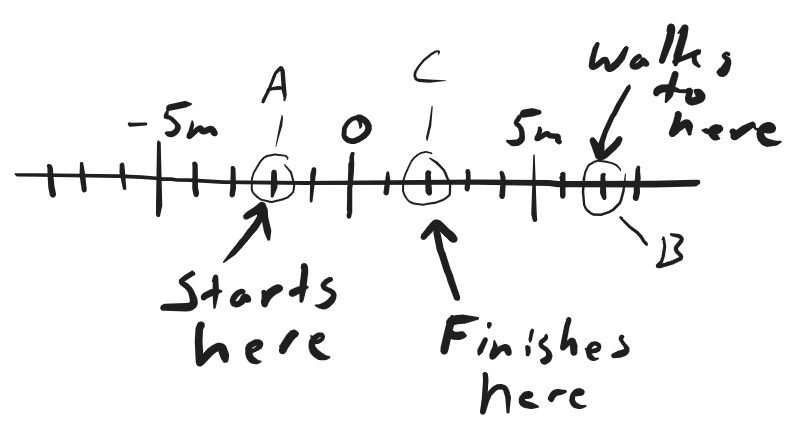 A
C
Walks
to
here
- 5m
0
5m
B
Starts
here
Finishes
here